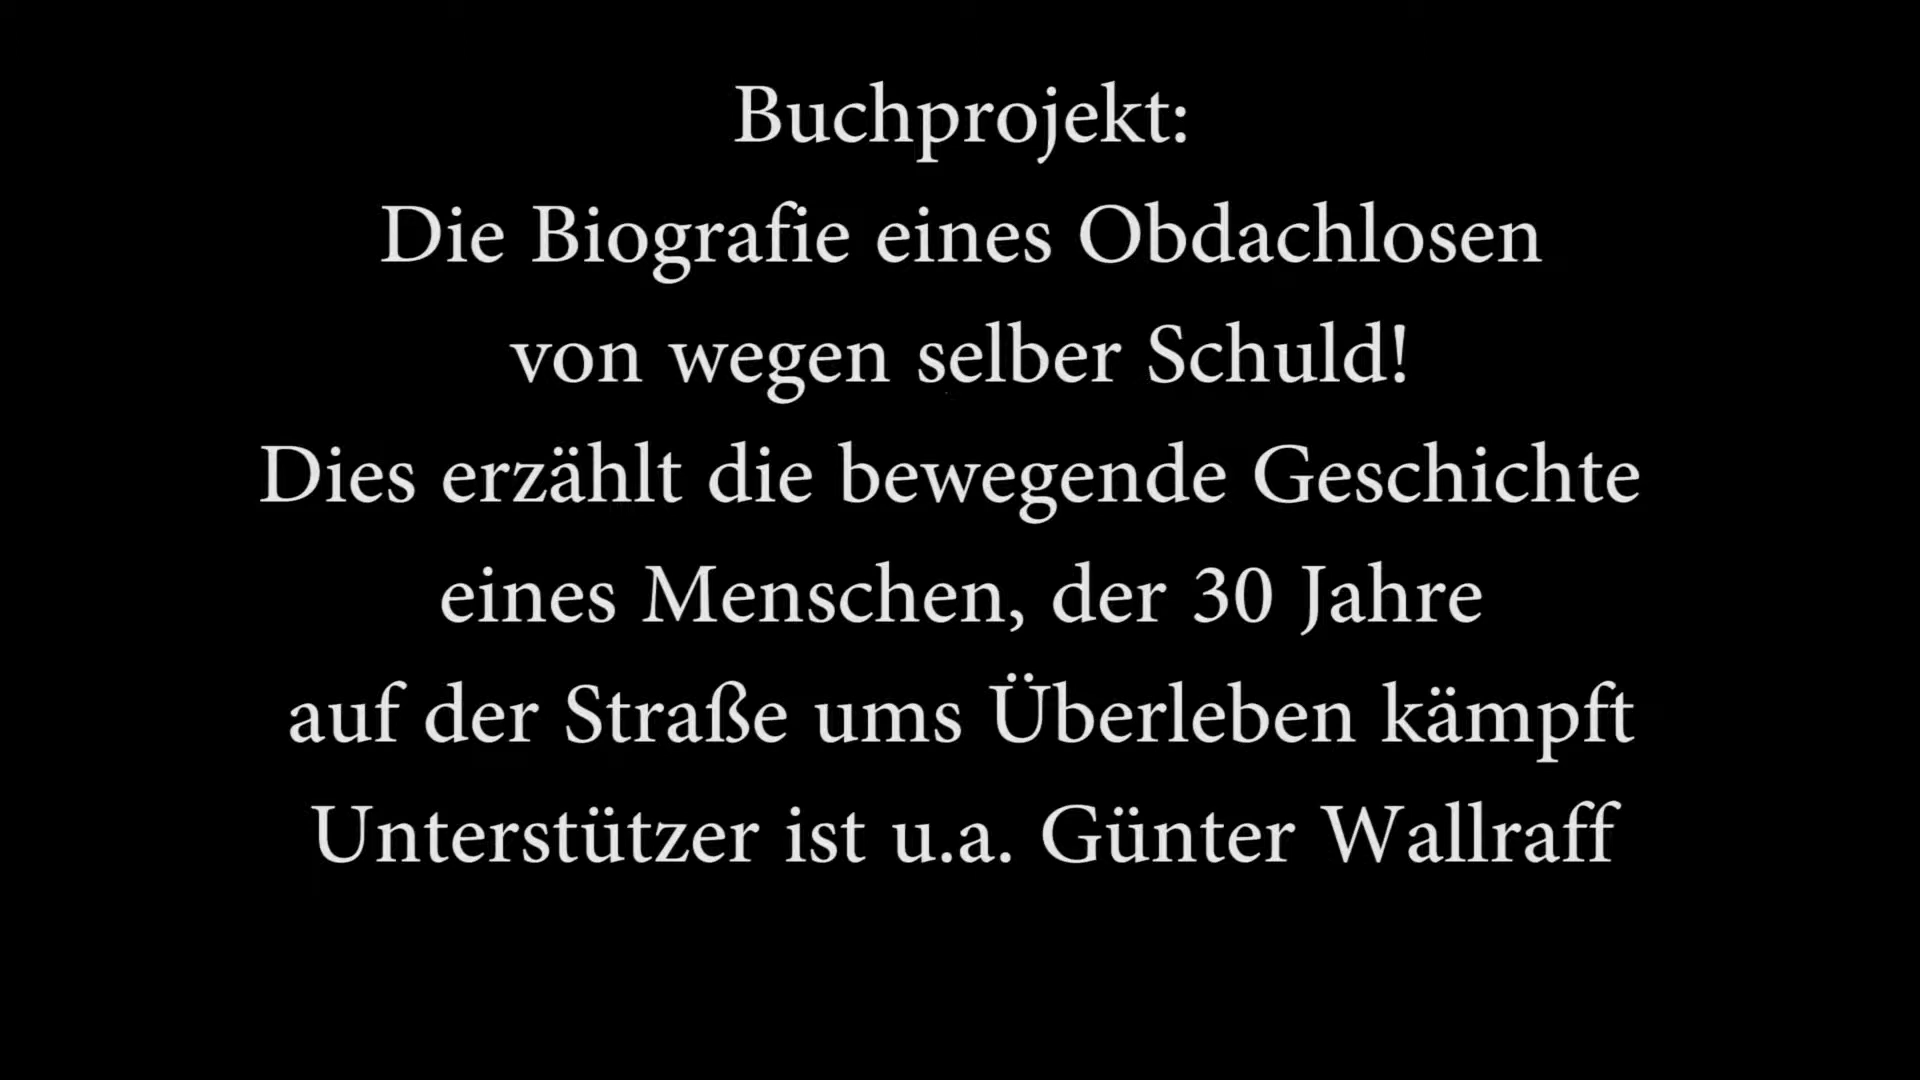 Buchprojekt:
Die Biografie eines Obdachlosen
von wegen selber Schuld!
Dies erzählt die bewegende Geschichte
eines Menschen, der 30 Jahre
auf der Straße ums Überleben kämpft
Unterstützer ist u.a. Günter Wallraff